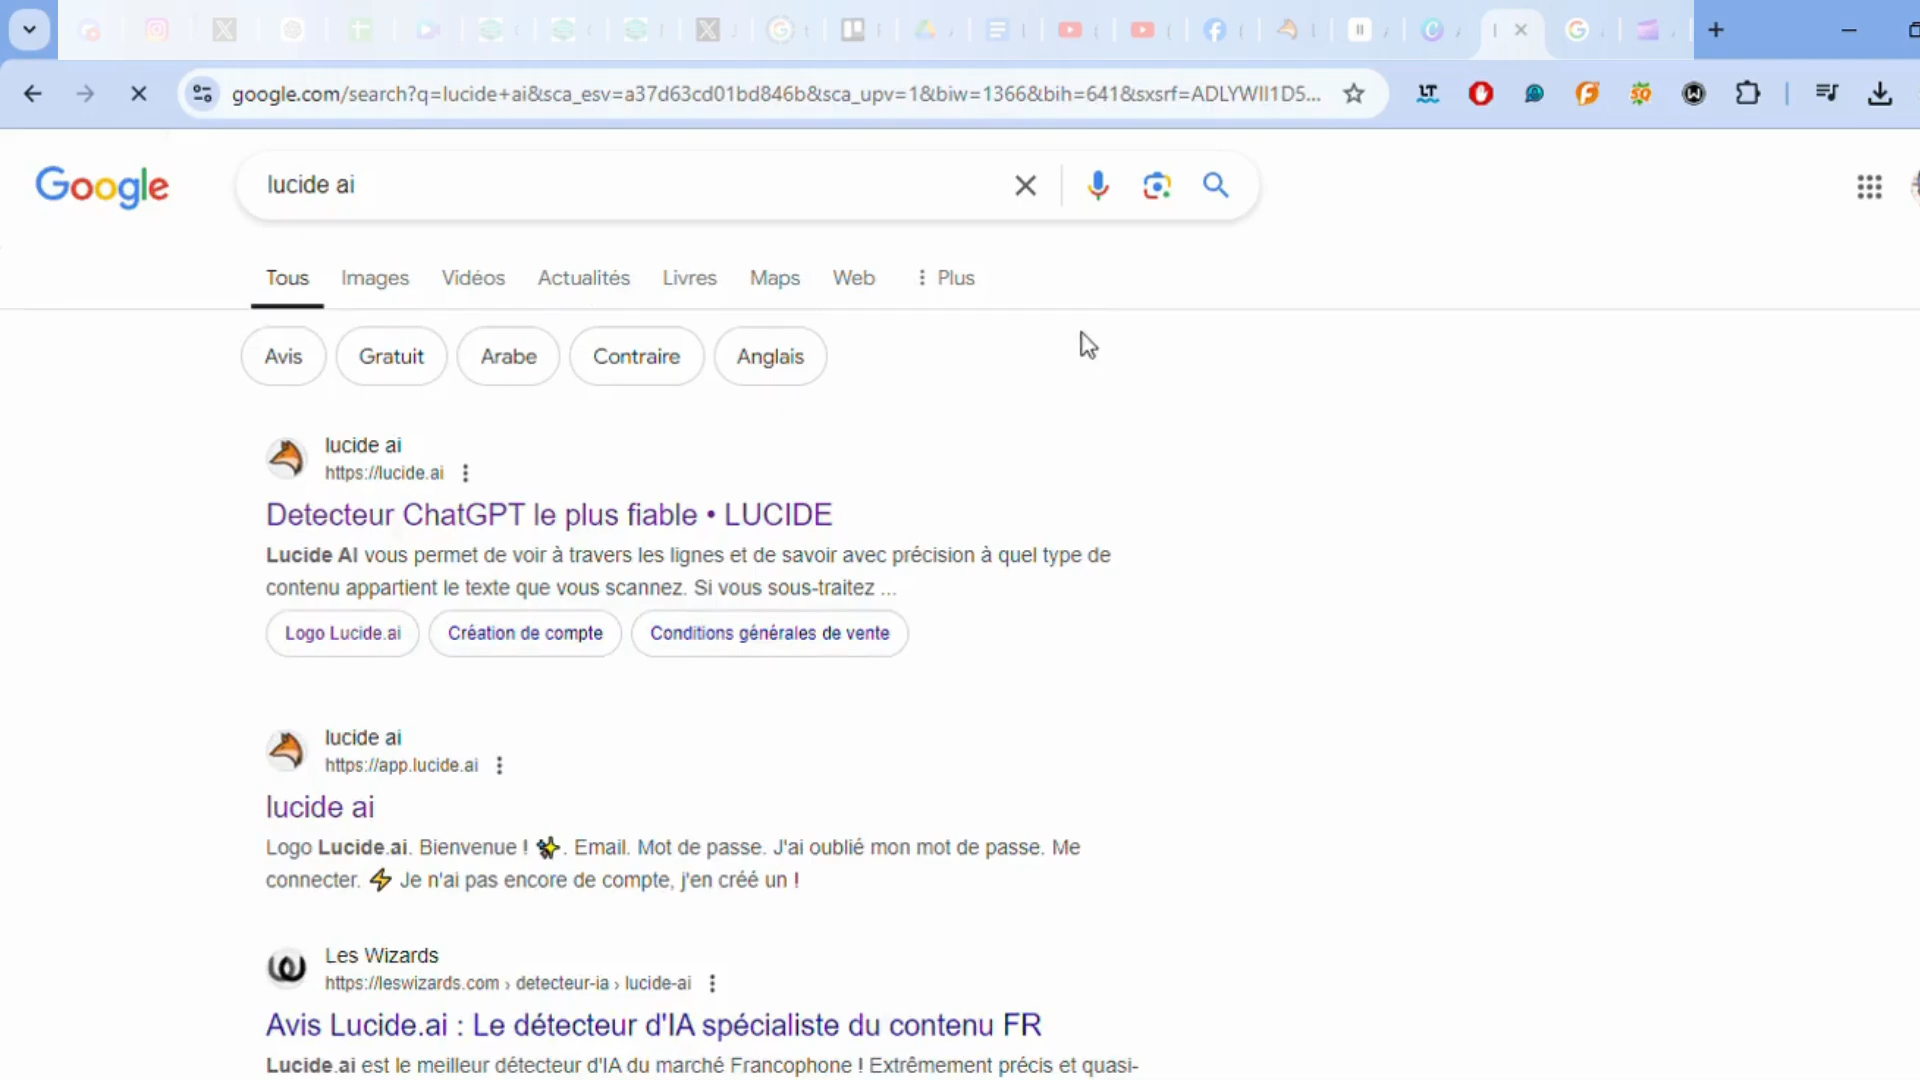 google.com/search?q=lucide+ai&sca_esv=a37d63cd01bd846b&sca_upv=1&biw=1366&bih=641&sxsrf=ADLYWII1D5...
Google
lucide ai
Tous Images Vidéos Actualités Livres Maps Web Plus
Avis Gratuit Arabe Contraire Anglais
lucide ai
https://lucide.ai
Detecteur ChatGPT le plus fiable • LUCIDE
Lucide AI vous permet de voir à travers les lignes et de savoir avec précision à quel type de
contenu appartient le texte que vous scannez. Si vous sous-traitez ...
Logo Lucide.ai Création de compte Conditions générales de vente
lucide ai
https://app.lucide.ai
lucide ai
Logo Lucide.ai. Bienvenue ! ✨. Email. Mot de passe. J'ai oublié mon mot de passe. Me
connecter. ⚡ Je n'ai pas encore de compte, j'en créé un !
Les Wizards
https://leswizards.com › detecteur-ia › lucide-ai
Avis Lucide.ai : Le détecteur d'IA spécialiste du contenu FR
Lucide.ai est le meilleur détecteur d'IA du marché Francophone ! Extrêmement précis et quasi-